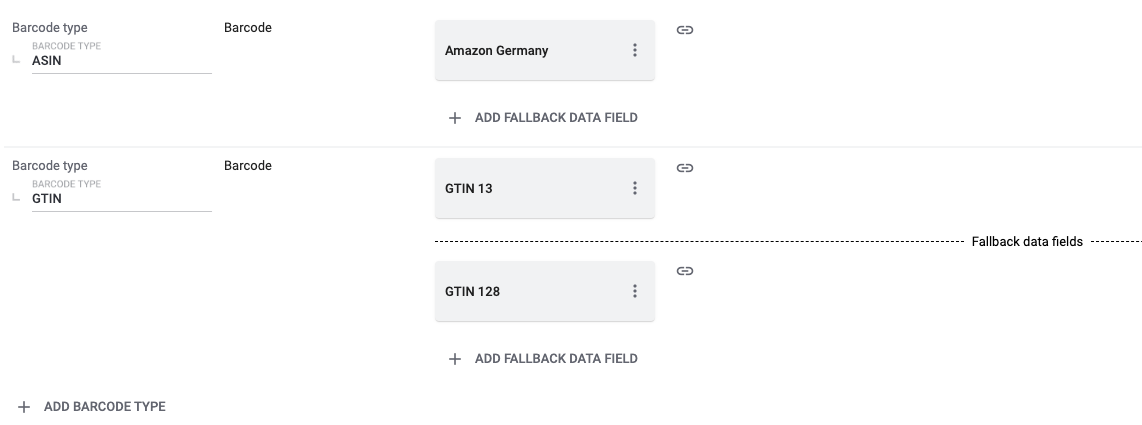 Barcode type
Barcode
BARCODE TYPE
ASIN
Amazon Germany
ADD FALLBACK DATA FIELD
Barcode type
Barcode
BARCODE TYPE
GTIN
GTIN 13
Fallback data fields
GTIN 128
ADD FALLBACK DATA FIELD
ADD BARCODE TYPE